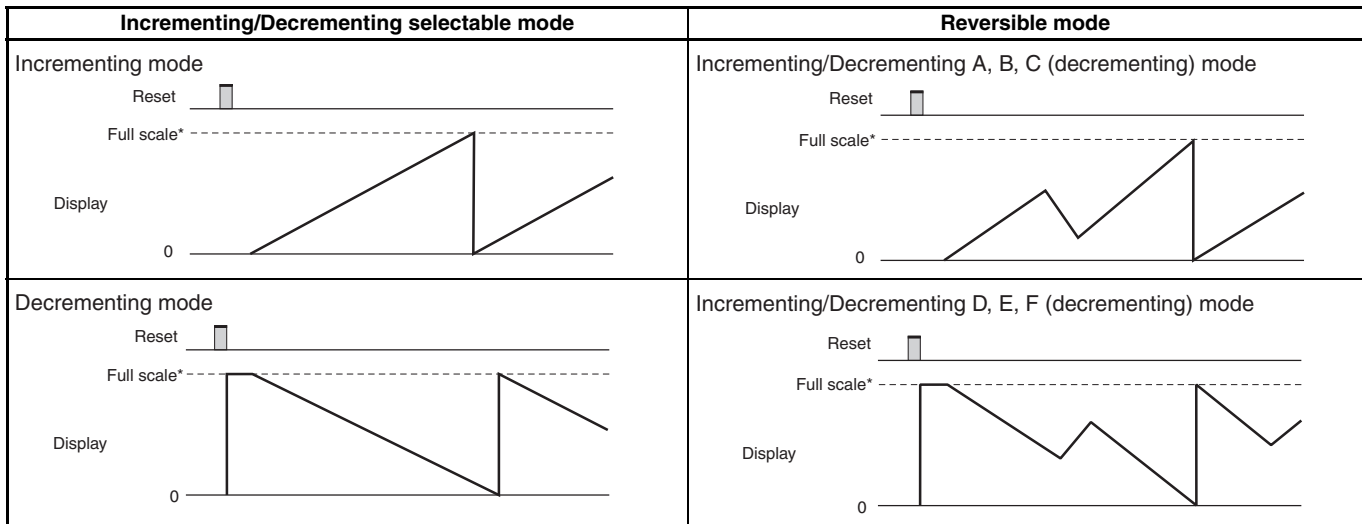 Incrementing/Decrementing selectable mode
Reversible mode
Incrementing mode
Reset
Full scale*
Display
0
Incrementing/Decrementing A, B, C (decrementing) mode
Reset
Full scale*
Display
0
Decrementing mode
Reset
Full scale*
Display
0
Incrementing/Decrementing D, E, F (decrementing) mode
Reset
Full scale*
Display
0